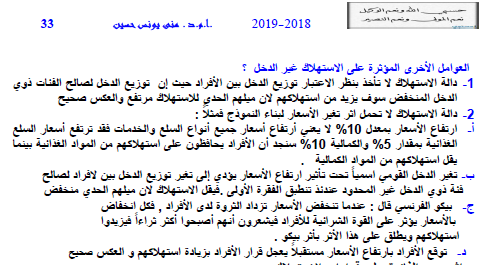 حسبي الله ونعم الوكيل
نعم المولى ونعم النصير
2018-2019 أ.م.د. منى يونس حسين 33
العوامل الأخرى المؤثرة على الاستهلاك غير الدخل ؟
1- دالة الاستهلاك لا تأخذ بنظر الاعتبار توزيع الدخل بين الأفراد حيث إن توزيع الدخل لصالح الفئات ذوي
الدخل المنخفض سوف يزيد من استهلاكهم لان ميلهم الحدي للاستهلاك مرتفع والعكس صحيح
2- دالة الاستهلاك لا تحمل اثر تغير الأسعار لبناء النموذج فمثلاً :
أ- ارتفاع الأسعار بمعدل 10% لا يعني أرتفاع أسعار جميع أنواع السلع والخدمات فقد ترتفع أسعار السلع
الغذائية بمقدار 5% والكمالية 10% سنجد أن الأفراد يحافظون على استهلاكهم من المواد الغذائية بينما
يقل استهلاكهم من المواد الكمالية .
ب- تغير الدخل القومي اسمياً تحت تأثير ارتفاع الأسعار يؤدي إلى تغير توزيع الدخل بين لافراد لصالح
فئة ذوي الدخل غير المحدود عندئذ تنطبق الفقرة الأولى .فيقل الاستهلاك لان ميلهم الحدي منخفض
ج- بيكو الفرنسي قال : عندما تنخفض الأسعار تزداد الثروة لدى الأفراد , فكل انخفاض
بالأسعار يؤثر على القوة الشرائية للأفراد فيشعرون أنهم أصبحوا أكثر ثراءاً فيزيدوا
استهلاكهم ويطلق على هذا الأثر بأثر بيكو .
د- توقع الأفراد بارتفاع الأسعار مستقبلاً يعجل قرار الأفراد بزيادة استهلاكهم و العكس صحيح